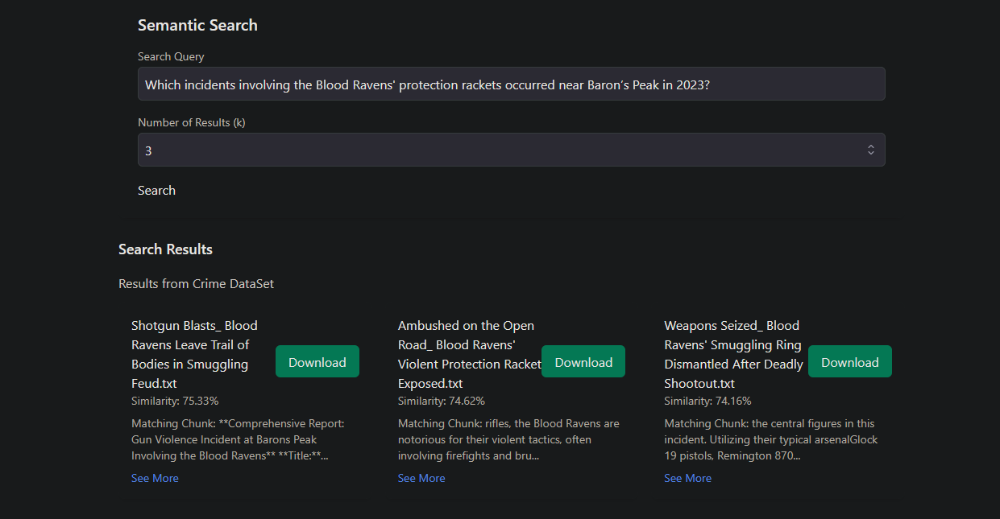 Semantic Search
Search Query
Which incidents involving the Blood Ravens' protection rackets occurred near Baron's Peak in 2023?
Number of Results (k)
3
Search
Search Results
Results from Crime DataSet
Shotgun Blasts_ Blood
Ravens Leave Trail of
Bodies in Smuggling
Feud.txt
Download
Similarity: 75.33%
Matching Chunk: **Comprehensive Report:
Gun Violence Incident at Barons Peak
Involving the Blood Ravens** **Title:**...
See More
Ambushed on the Open
Road_ Blood Ravens'
Violent Protection Racket
Exposed.txt
Download
Similarity: 74.62%
Matching Chunk: rifles, the Blood Ravens are
notorious for their violent tactics, often
involving firefights and bru...
See More
Weapons Seized_ Blood
Ravens' Smuggling Ring
Dismantled After Deadly
Shootout.txt
Download
Similarity: 74.16%
Matching Chunk: the central figures in this
incident. Utilizing their typical arsenalGlock
19 pistols, Remington 870...
See More